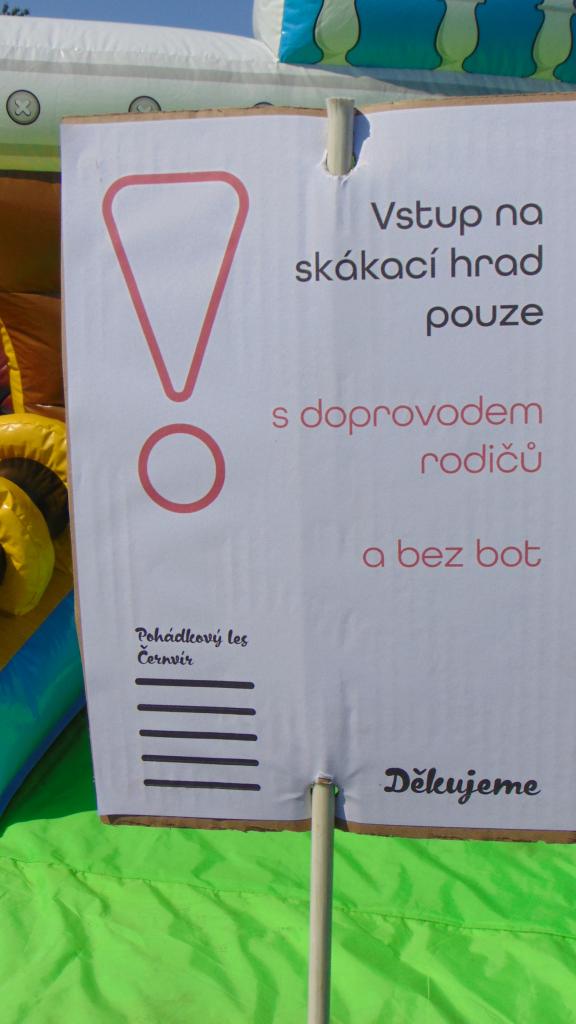 Vstup na
skákací hrad
pouze
s doprovodem
rodičů
a bez bot
Pohádkový les
Černvír
Děkujeme